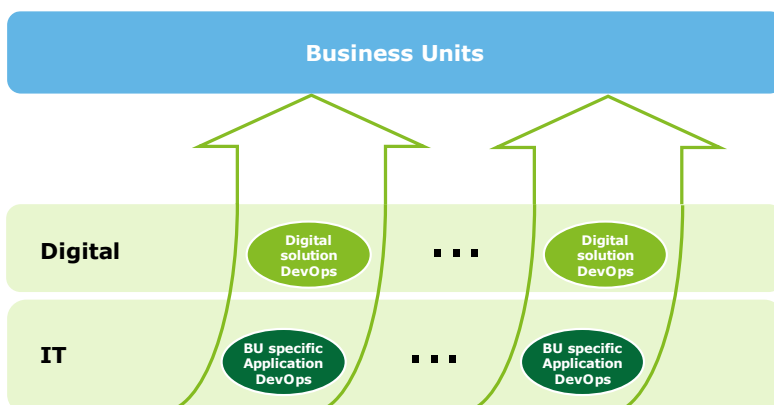 Business Units
Digital
Digital
solution
DevOps
...
Digital
solution
DevOps
IT
BU specific
Application
DevOps
...
BU specific
Application
DevOps